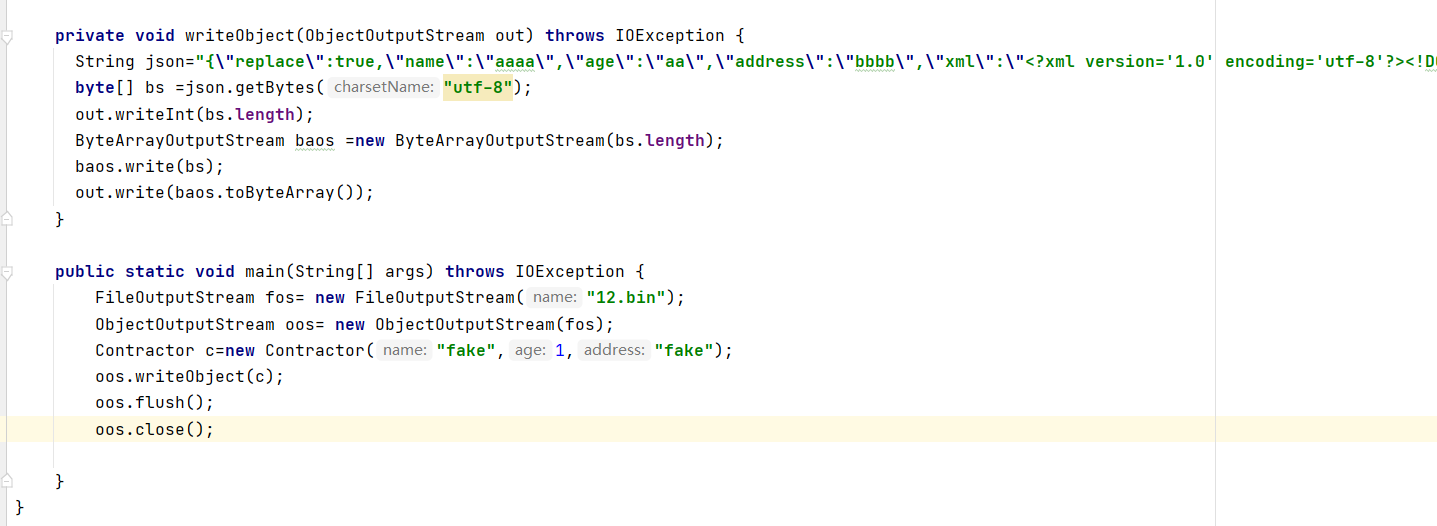 private void writeObject(ObjectOutputStream out) throws IOException {
String json="{\"replace\":true,\"name\":\"aaaa\",\"age\":\"aa\",\"address\":\"bbbb\",\"xml\":\"<?xml version='1.0' encoding='utf-8'?><!DO
byte[] bs =json.getBytes( charsetName: "utf-8");
out.writeInt(bs.length);
ByteArrayOutputStream baos =new ByteArrayOutputStream(bs.length);
baos.write(bs);
out.write(baos.toByteArray());
}
public static void main(String[] args) throws IOException {
FileOutputStream fos= new FileOutputStream( name: "12.bin");
ObjectOutputStream oos= new ObjectOutputStream(fos);
Contractor c=new Contractor( name: "fake", age: 1, address: "fake");
oos.writeObject(c);
oos.flush();
oos.close();
}
}